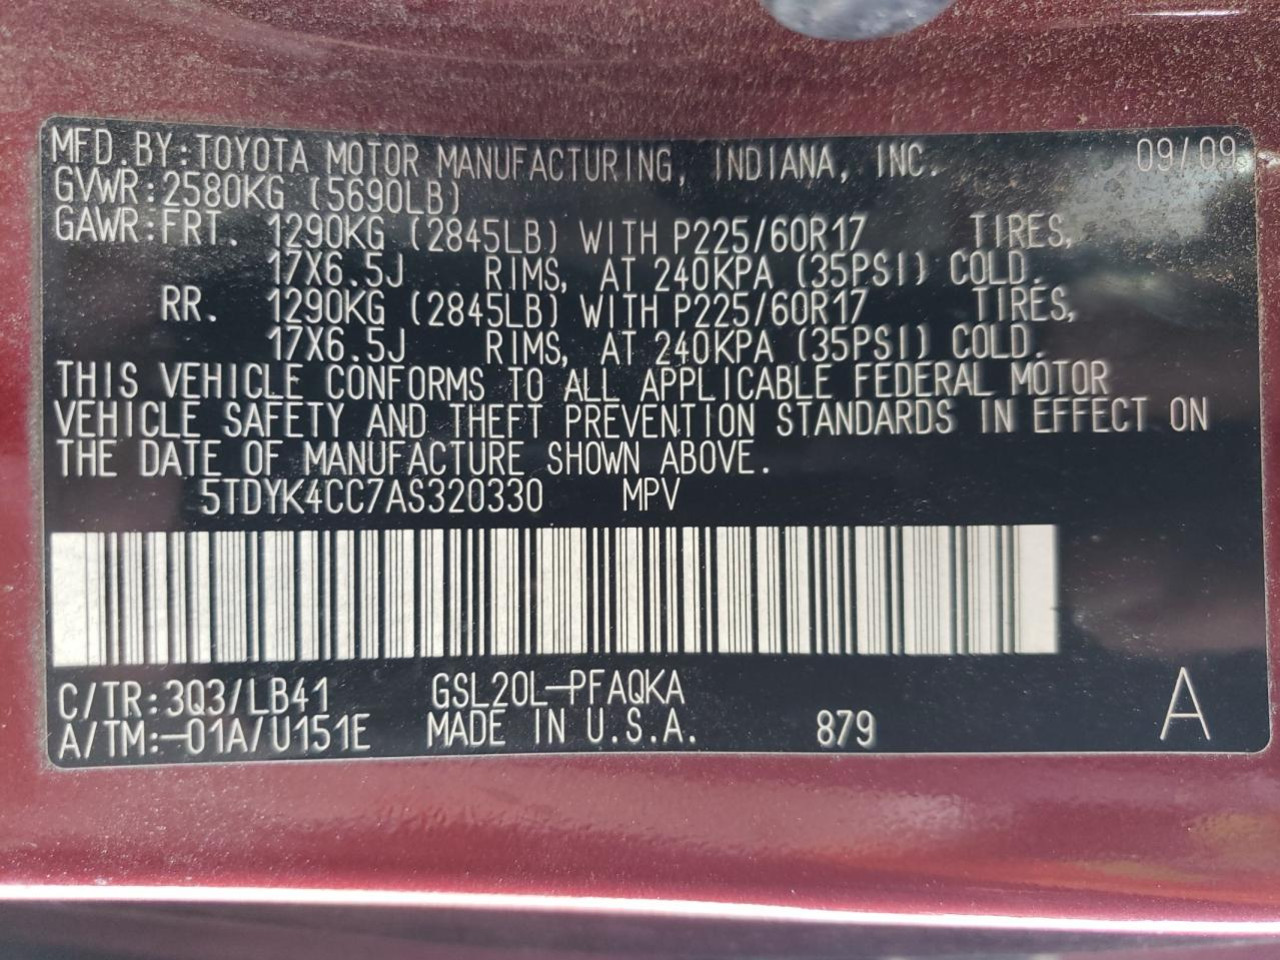 MFD.BY:TOYOTA MOTOR MANUFACTURING, INDIANA, INC. 09/09
GVWR:2580KG (5690LB)
GAWR:FRT. 1290KG (2845LB) WITH P225/60R17 TIRES,
17X6.5J RIMS, AT 240KPA (35PSI) COLD.
RR. 1290KG (2845LB) WITH P225/60R17 TIRES,
17X6.5J RIMS, AT 240KPA (35PSI) COLD.
THIS VEHICLE CONFORMS TO ALL APPLICABLE FEDERAL MOTOR
VEHICLE SAFETY AND THEFT PREVENTION STANDARDS IN EFFECT ON
THE DATE OF MANUFACTURE SHOWN ABOVE.
5TDYK4CC7AS320330 MPV
C/TR:3Q3/LB41 GSL20L-PFAQKA A
A/TM:-01A/U151E MADE IN U.S.A. 879